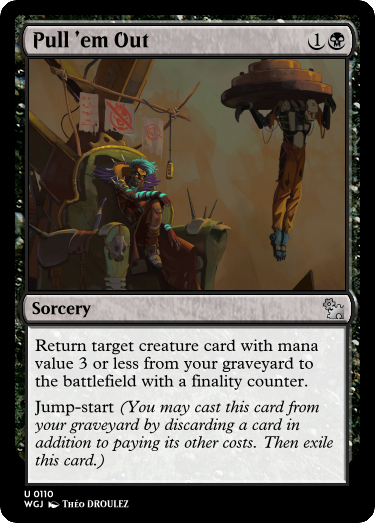 Pull ’em Out 1
Sorcery
Return target creature card with mana
value 3 or less from your graveyard to
the battlefield with a finality counter.
Jump-start (You may cast this card from
your graveyard by discarding a card in
addition to paying its other costs. Then exile
this card.)
U 0110
WGJ Théo DROULEZ